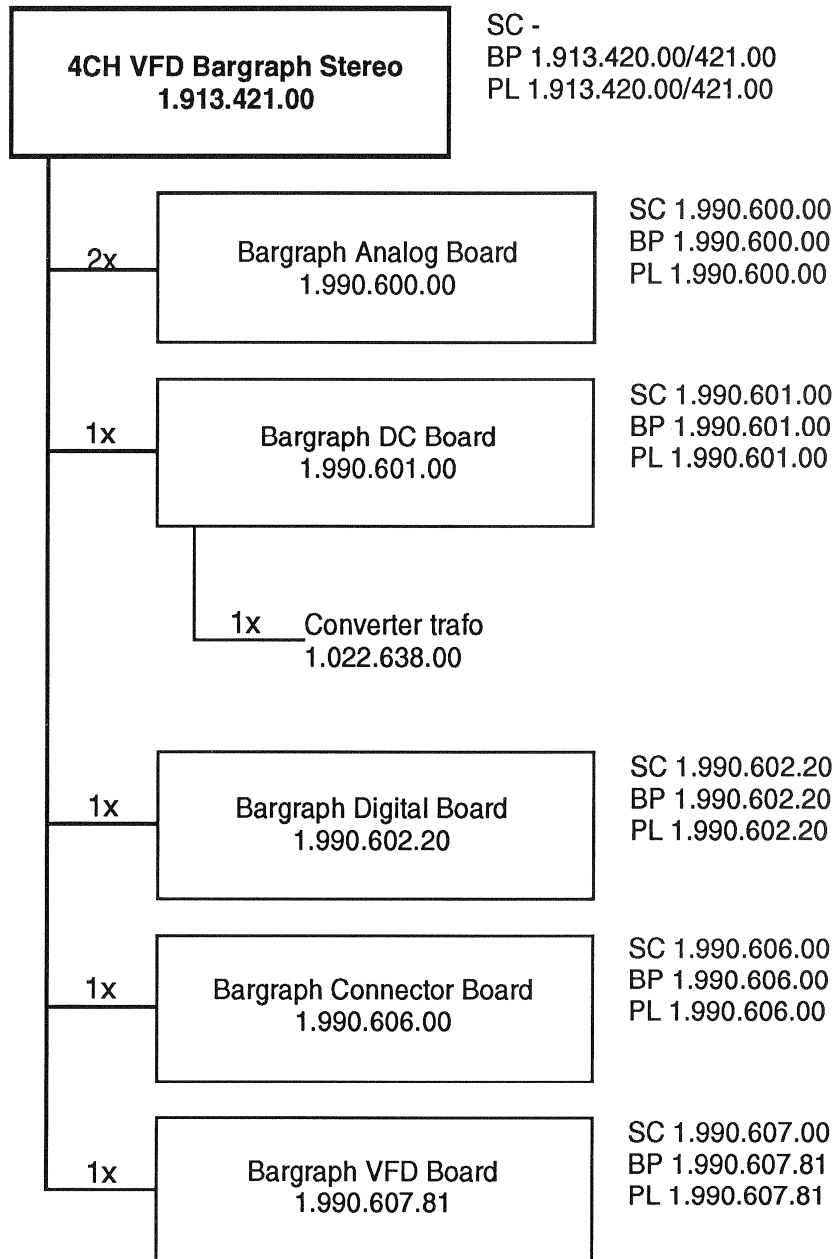 4CH VFD Bargraph Stereo
1.913.421.00
SC -
BP 1.913.420.00/421.00
PL 1.913.420.00/421.00
2x
Bargraph Analog Board
1.990.600.00
SC 1.990.600.00
BP 1.990.600.00
PL 1.990.600.00
1x
Bargraph DC Board
1.990.601.00
SC 1.990.601.00
BP 1.990.601.00
PL 1.990.601.00
1x
Converter trafo
1.022.638.00
1x
Bargraph Digital Board
1.990.602.20
SC 1.990.602.20
BP 1.990.602.20
PL 1.990.602.20
1x
Bargraph Connector Board
1.990.606.00
SC 1.990.606.00
BP 1.990.606.00
PL 1.990.606.00
1x
Bargraph VFD Board
1.990.607.81
SC 1.990.607.00
BP 1.990.607.81
PL 1.990.607.81